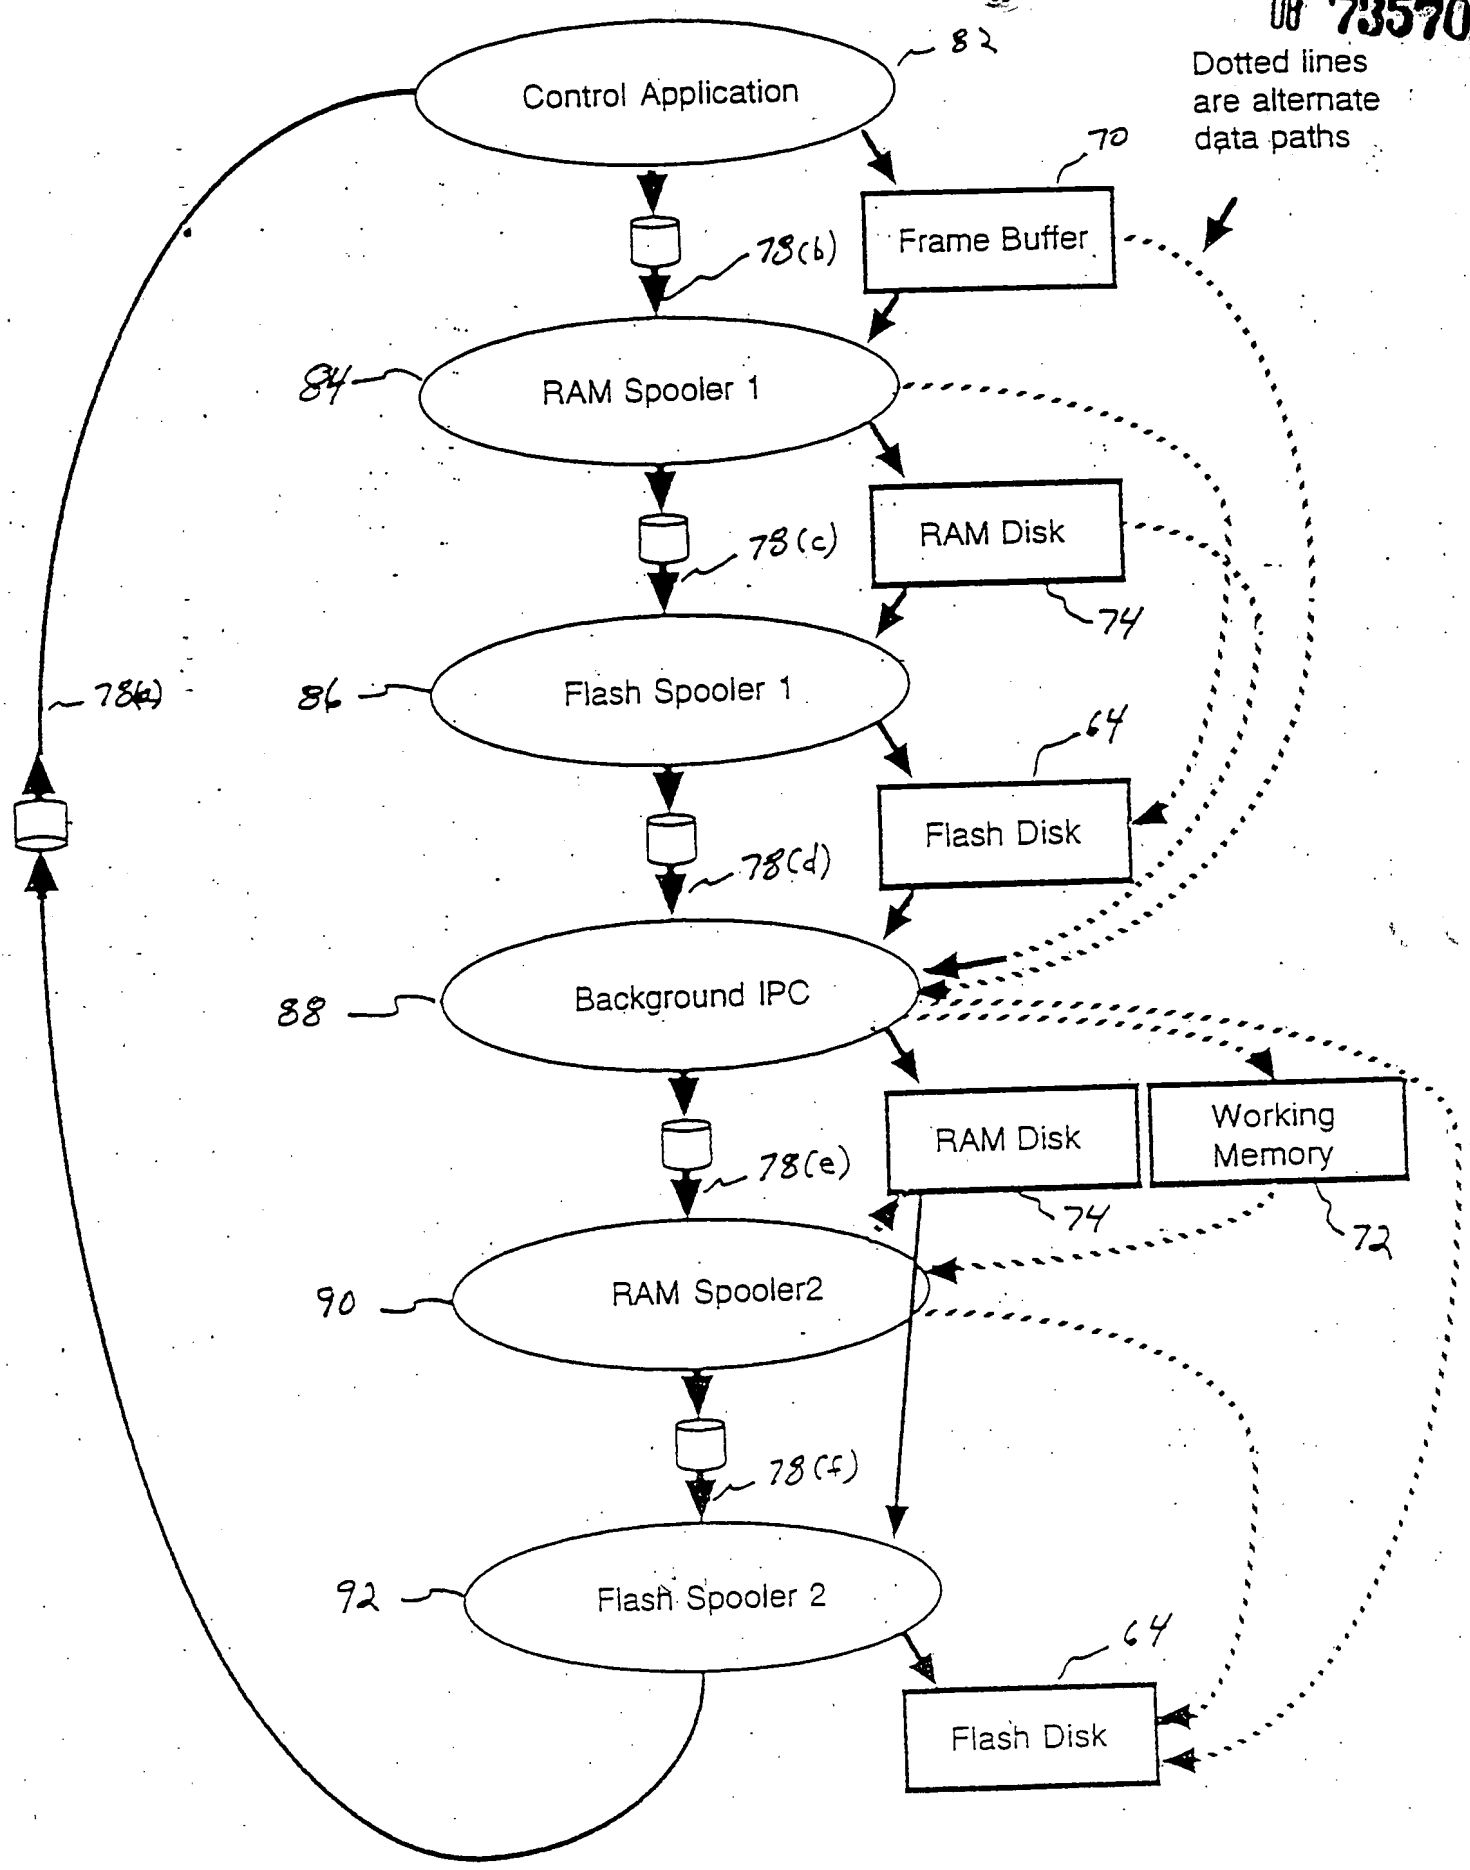 82
Control Application
Dotted lines
are alternate
data paths
70
78(b)
Frame Buffer
84
RAM Spooler 1
RAM Disk
78(c)
74
86
Flash Spooler 1
78(a)
64
Flash Disk
78(d)
88
Background IPC
RAM Disk
Working
Memory
78(e)
74
72
90
RAM Spooler2
78(f)
92
Flash Spooler 2
64
Flash Disk